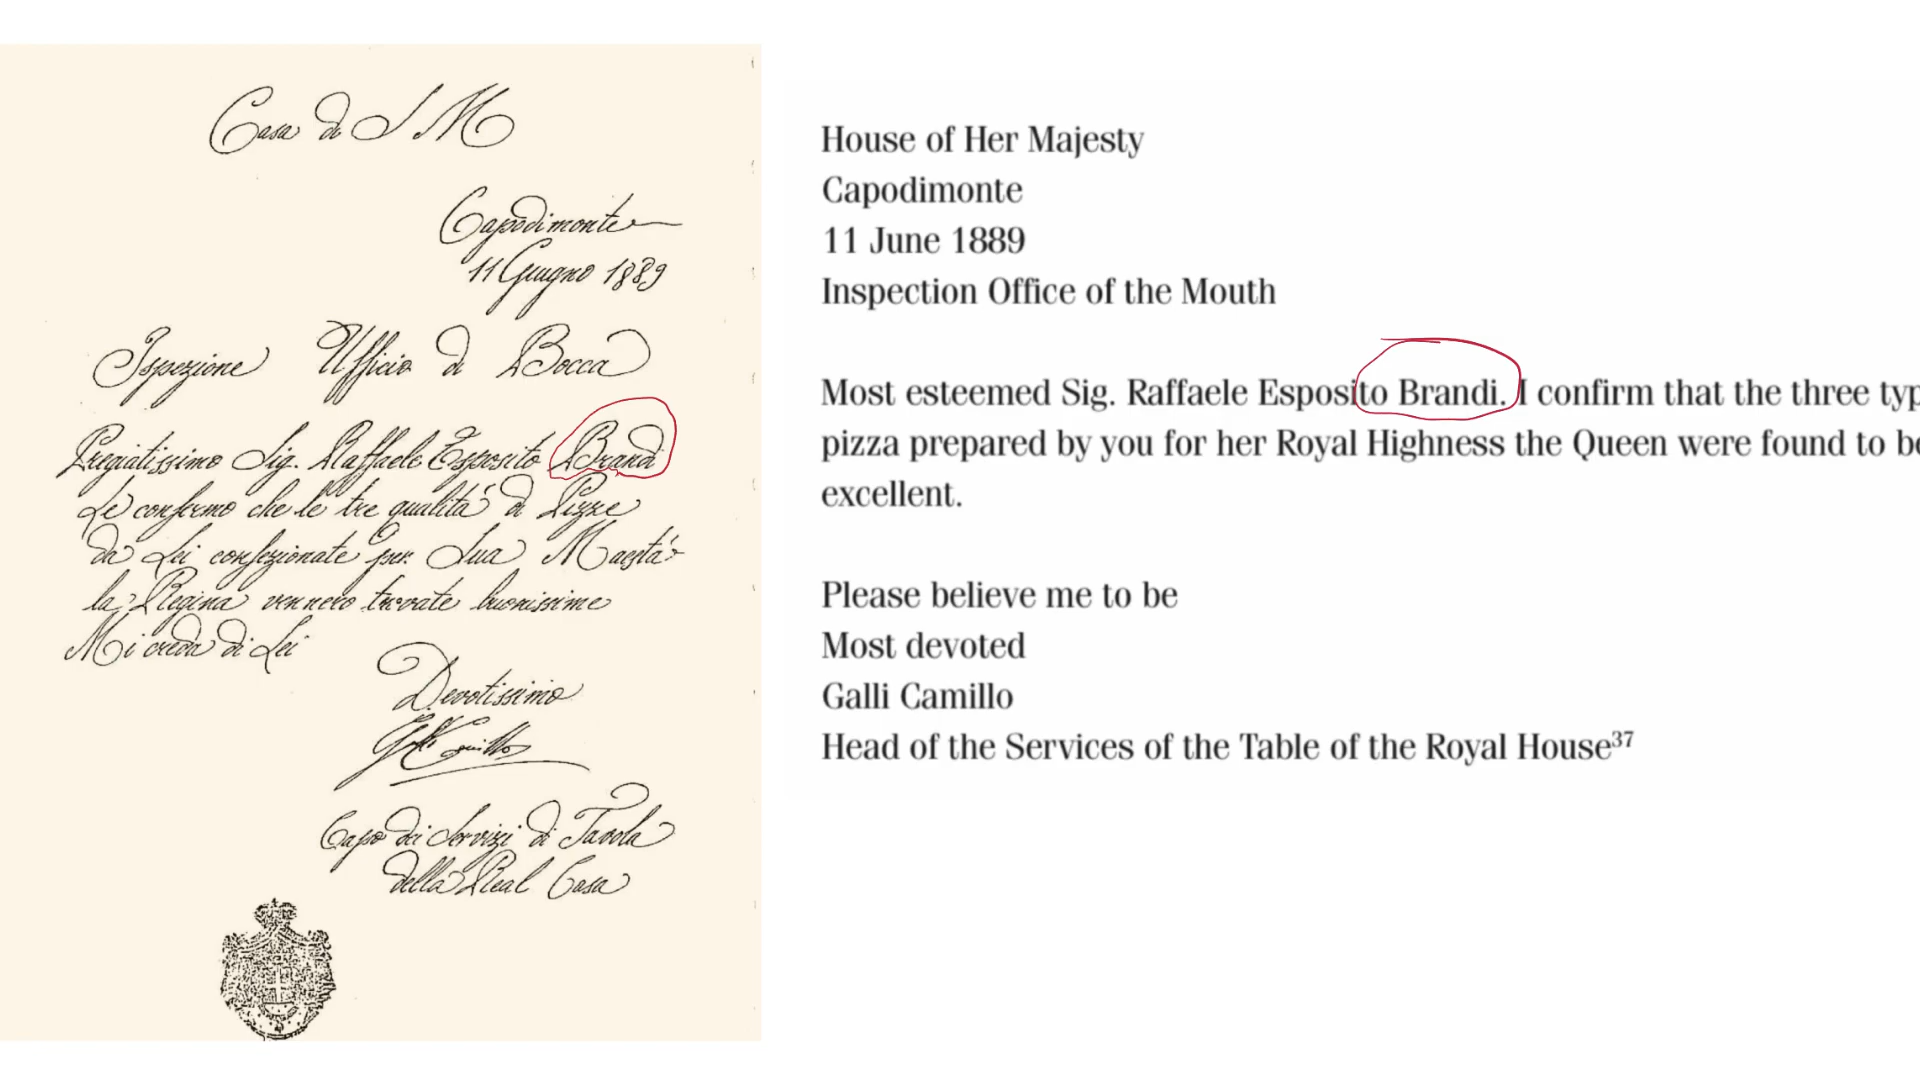 Casa di S M
Capodimonte
11 Giugno 1889
Ispezione Ufficio di Bocca
Pregiatissimo Sig. Raffaele Esposito Brandi
Le confermo che le tre qualitá di Pizze
da Lei confezionate per Sua Maestá
la Regina vennero trovate buonissime
Mi creda di Lei
Devotissimo
Capo dei Servizi di Tavola
della Real Casa
House of Her Majesty
Capodimonte
11 June 1889
Inspection Office of the Mouth
Most esteemed Sig. Raffaele Esposito Brandi. I confirm that the three typ
pizza prepared by you for her Royal Highness the Queen were found to be
excellent.
Please believe me to be
Most devoted
Galli Camillo
Head of the Services of the Table of the Royal House³⁷